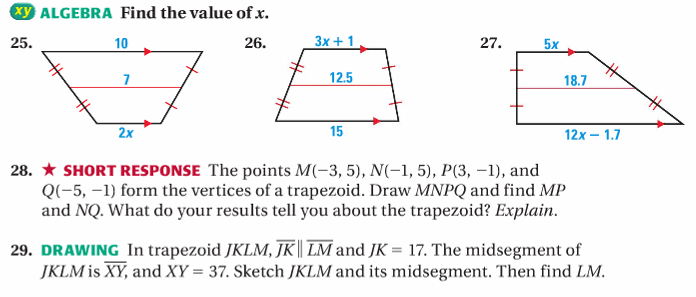 xy ALGEBRA Find the value of x.
25. 10 26. 3x + 1 27. 5x
7 12.5 18.7
2x 15 12x − 1.7
28. ★ SHORT RESPONSE The points M(−3, 5), N(−1, 5), P(3, −1), and
Q(−5, −1) form the vertices of a trapezoid. Draw MNPQ and find MP
and NQ. What do your results tell you about the trapezoid? Explain.
29. DRAWING In trapezoid JKLM, J̅K̅ ∥ L̅M̅ and JK = 17. The midsegment of
JKLM is X̅Y̅, and XY = 37. Sketch JKLM and its midsegment. Then find LM.